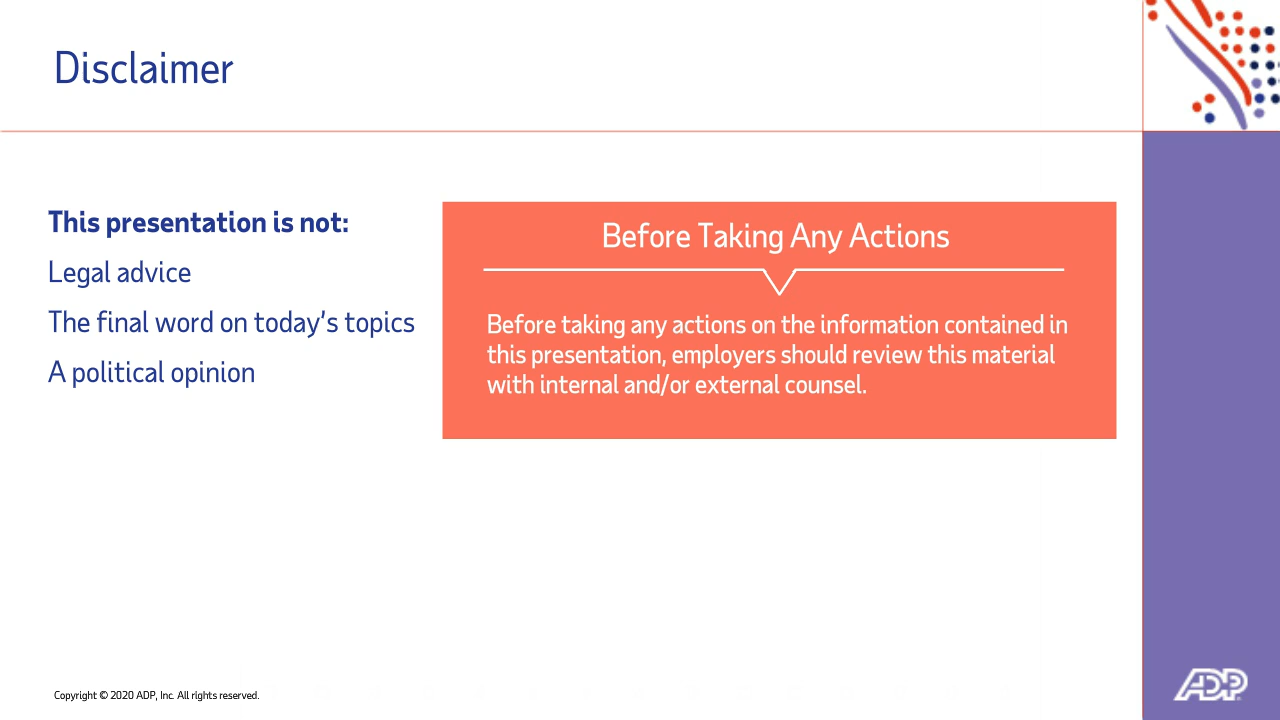 Disclaimer
This presentation is not:
Legal advice
The final word on today's topics
A political opinion
Before Taking Any Actions
Before taking any actions on the information contained in
this presentation, employers should review this material
with internal and/or external counsel.
Copyright © 2020 ADP, Inc. All rights reserved.
ADP